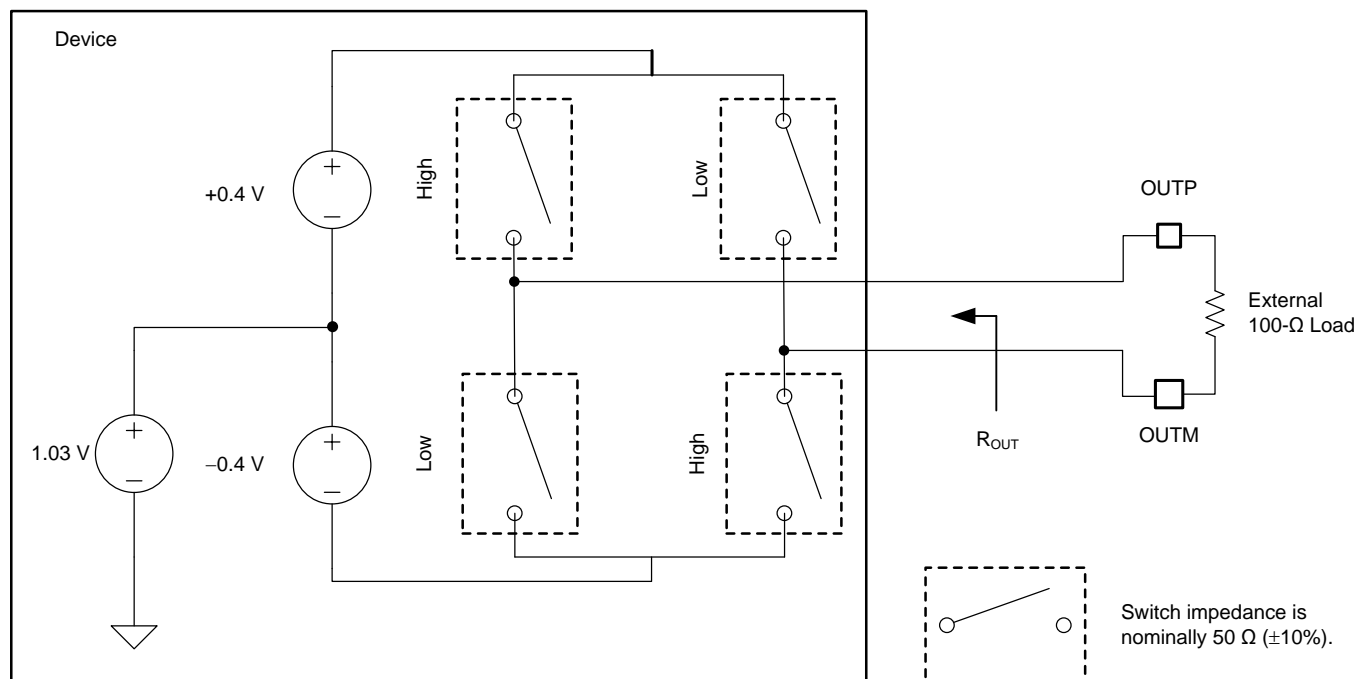 Device
+0.4 V
High
Low
OUTP
External
100-Ω Load
1.03 V
−0.4 V
Low
High
R_OUT
OUTM
Switch impedance is
nominally 50 Ω (±10%).